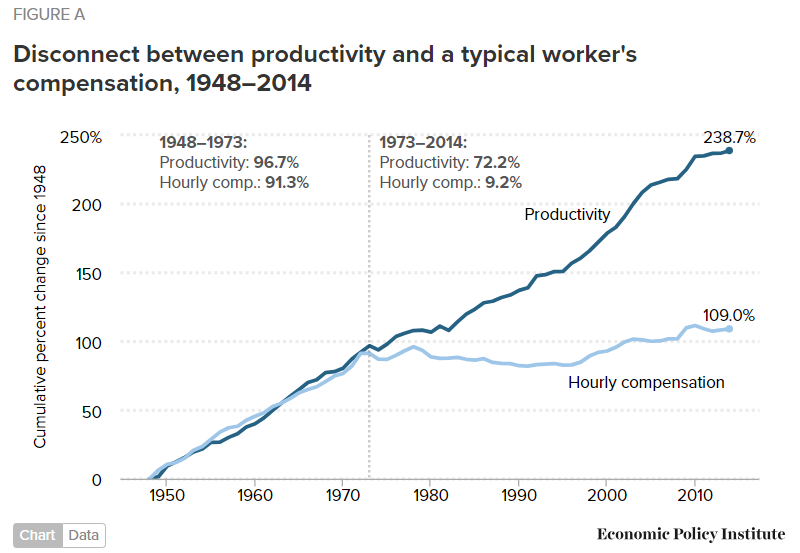 FIGURE A
Disconnect between productivity and a typical worker's
compensation, 1948–2014
Cumulative percent change since 1948
250%
200
150
100
50
0
1948–1973:
Productivity: 96.7%
Hourly comp.: 91.3%
1973–2014:
Productivity: 72.2%
Hourly comp.: 9.2%
238.7%
Productivity
109.0%
Hourly compensation
1950
1960
1970
1980
1990
2000
2010
Chart
Data
Economic Policy Institute